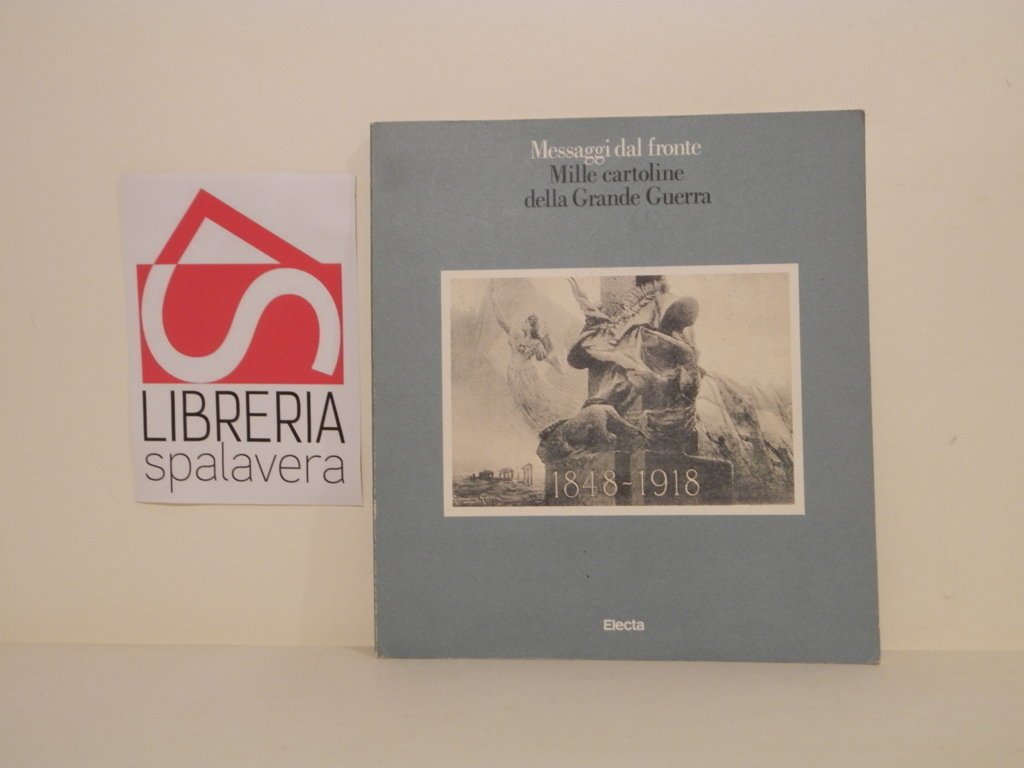 LIBRERIA
spalavera
Messaggi dal fronte
Mille cartoline
della Grande Guerra
1848-1918
Electa